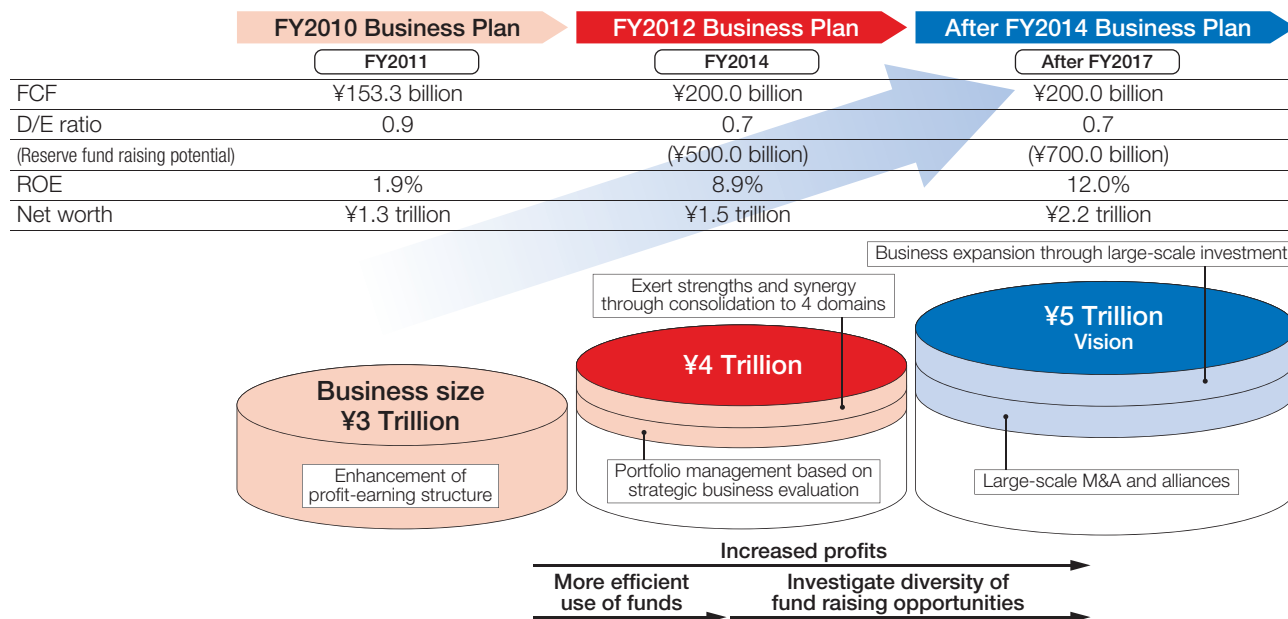 FY2010 Business Plan FY2012 Business Plan After FY2014 Business Plan
FY2011 FY2014 After FY2017
FCF ¥153.3 billion ¥200.0 billion ¥200.0 billion
D/E ratio 0.9 0.7 0.7
(Reserve fund raising potential) (¥500.0 billion) (¥700.0 billion)
ROE 1.9% 8.9% 12.0%
Net worth ¥1.3 trillion ¥1.5 trillion ¥2.2 trillion
Business expansion through large-scale investment
Exert strengths and synergy
through consolidation to 4 domains
¥5 Trillion
Vision
¥4 Trillion
Business size
¥3 Trillion
Enhancement of
profit-earning structure
Portfolio management based on
strategic business evaluation
Large-scale M&A and alliances
Increased profits
More efficient
use of funds
Investigate diversity of
fund raising opportunities